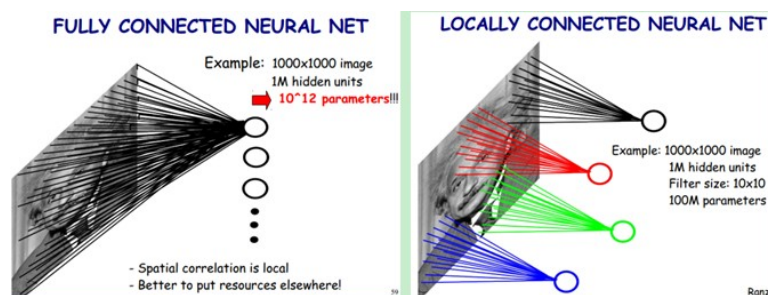 FULLY CONNECTED NEURAL NET
Example: 1000x1000 image
1M hidden units
10^12 parameters!!!
- Spatial correlation is local
- Better to put resources elsewhere!
59
LOCALLY CONNECTED NEURAL NET
Example: 1000x1000 image
1M hidden units
Filter size: 10x10
100M parameters
Ranz